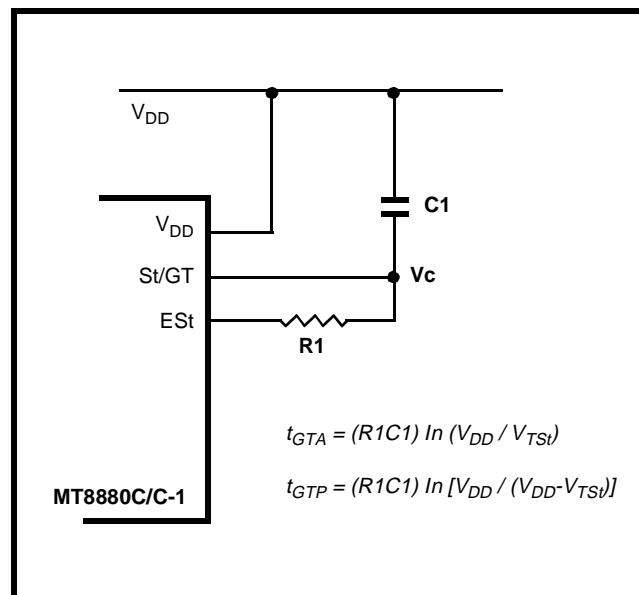 VDD
C1
VDD
St/GT
Vc
ESt
R1
tGTA = (R1C1) In (VDD / VTSt)
tGTP = (R1C1) In [VDD / (VDD-VTSt)]
MT8880C/C-1